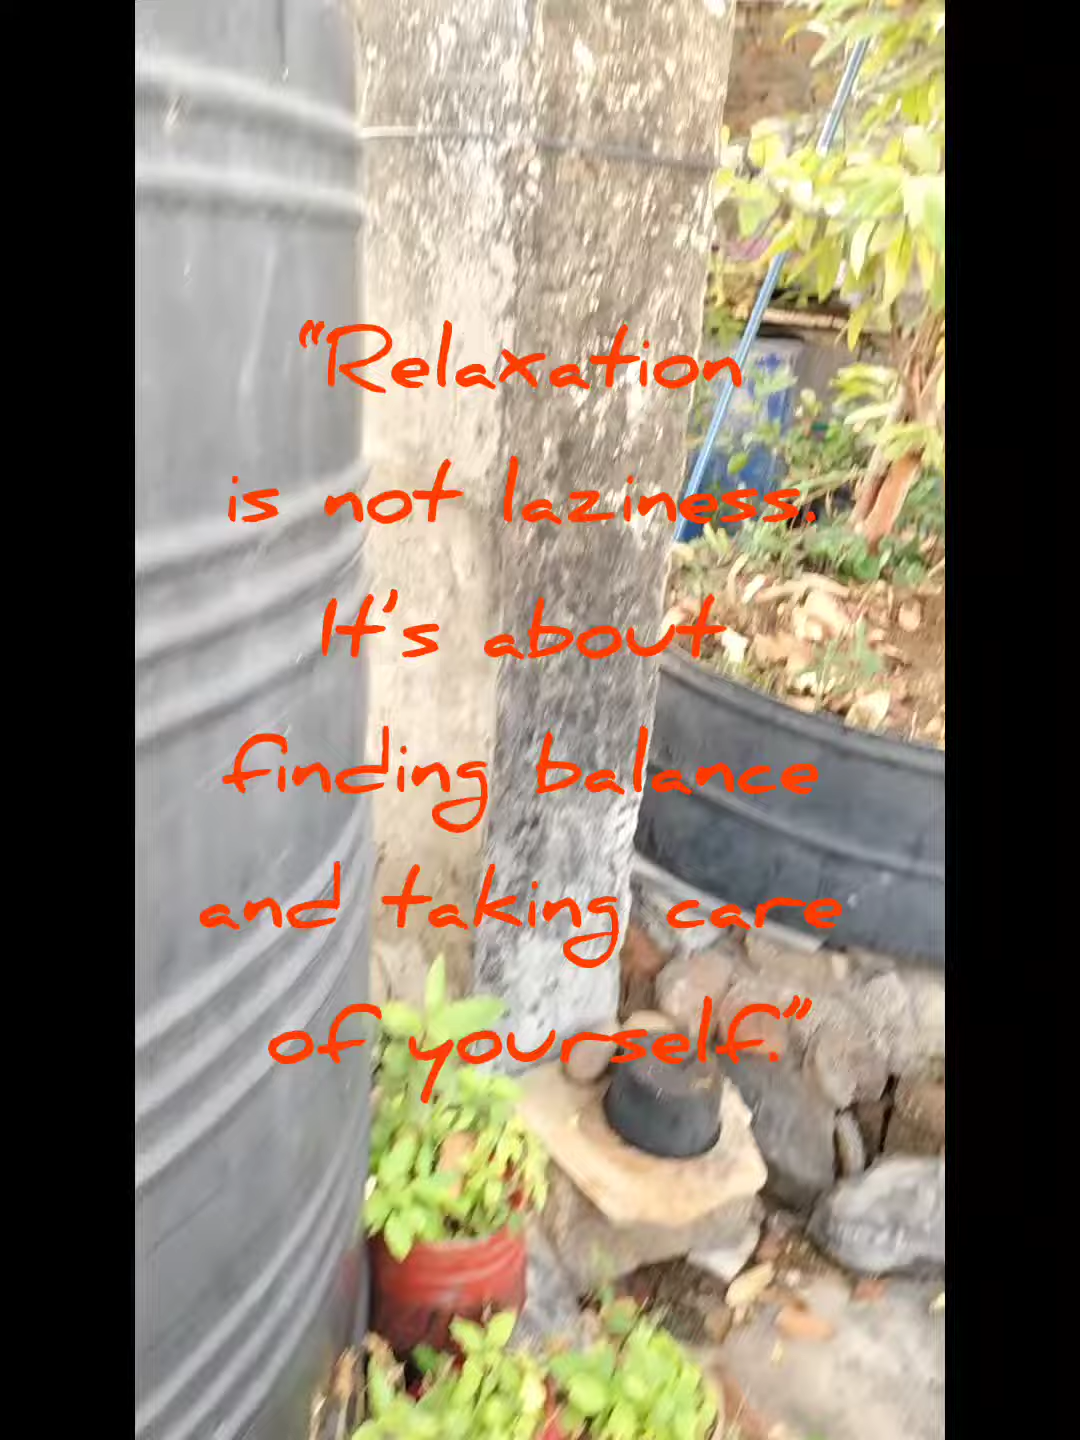 “Relaxation
is not laziness.
It's about
finding balance
and taking care
of yourself.”